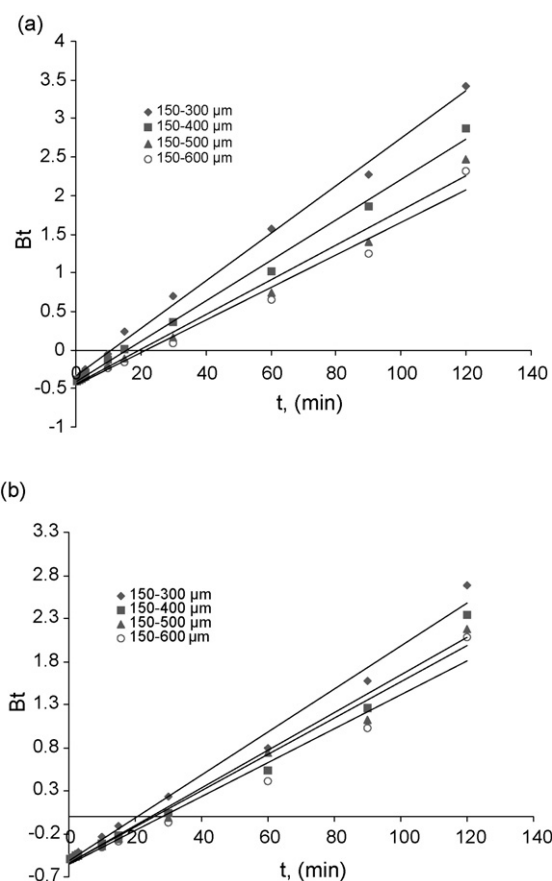 (a)
4
3.5
3
2.5
2
1.5
1
0.5
0
-0.5
-1
Bt
150-300 µm
150-400 µm
150-500 µm
150-600 µm
0 20 40 60 80 100 120 140
t, (min)
(b)
3.3
2.8
2.3
1.8
1.3
0.8
0.3
-0.2
-0.7
Bt
150-300 µm
150-400 µm
150-500 µm
150-600 µm
0 20 40 60 80 100 120 140
t, (min)